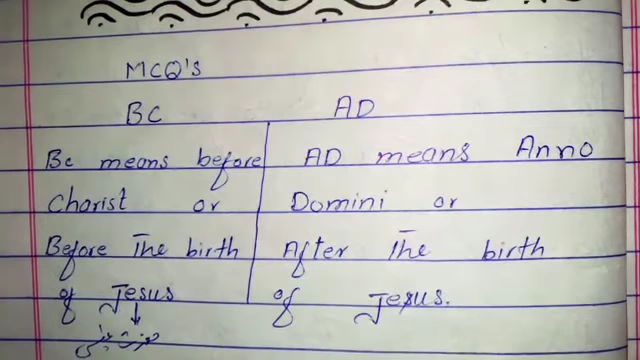 MCQ's
BC AD
Bc means before AD means Anno
Charist or Domini or
Before The birth After The birth
of Jesus of Jesus.